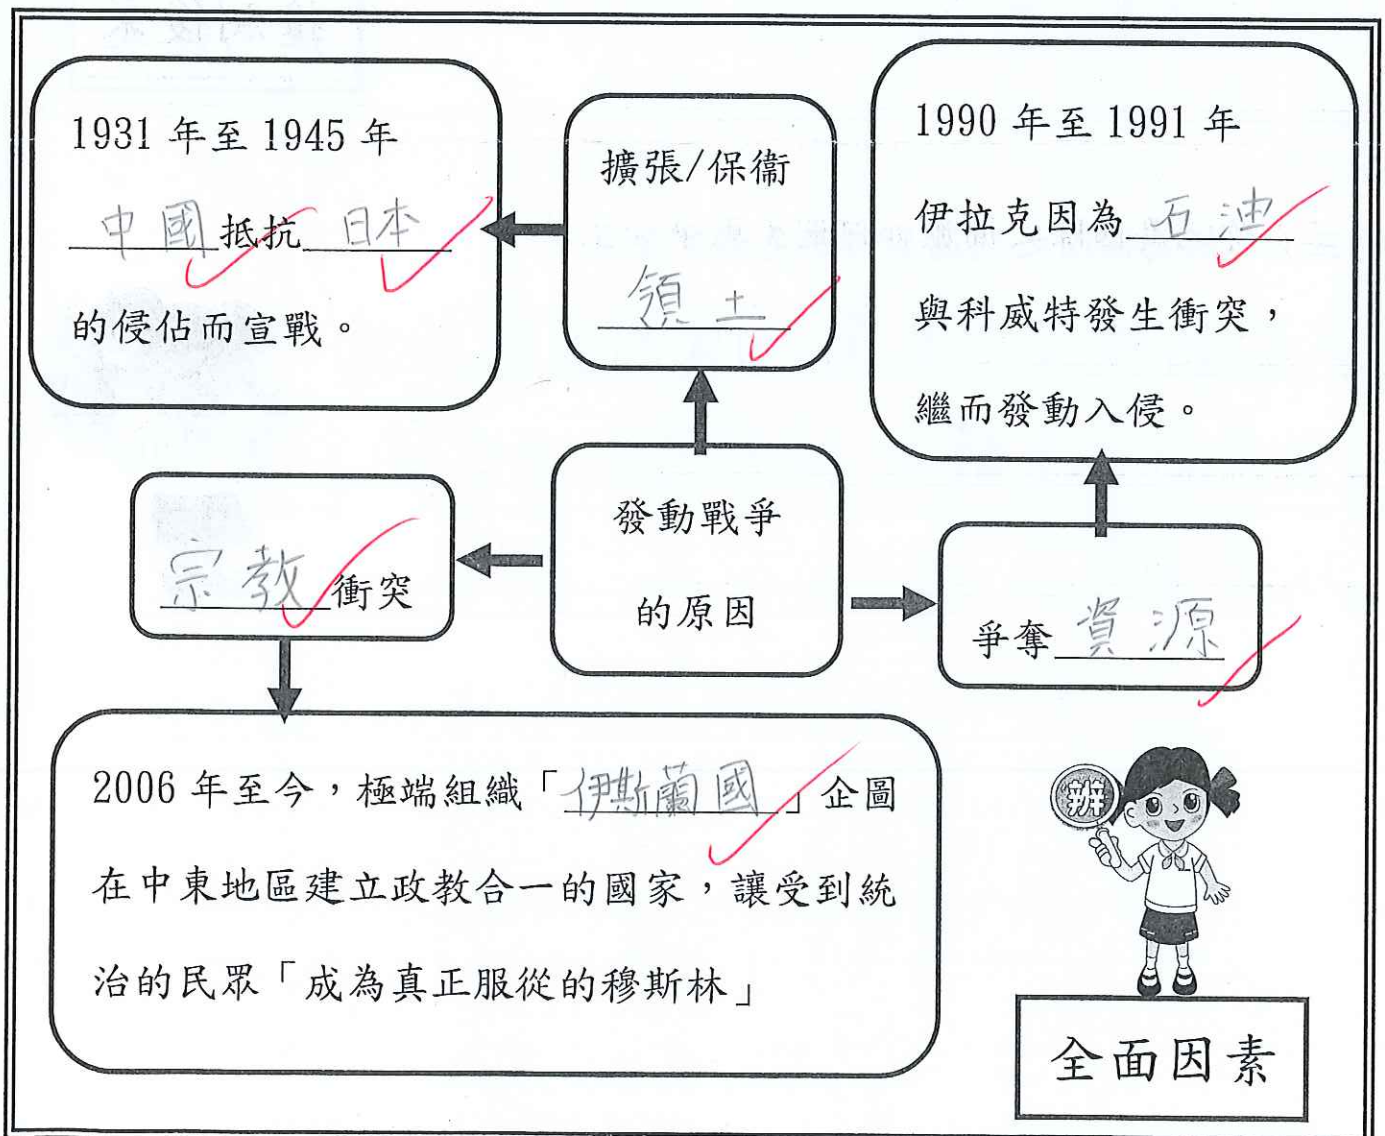 1931 年至 1945 年
中國抵抗日本
的侵佔而宣戰。
擴張/保衞
領土
1990 年至 1991 年
伊拉克因為石油
與科威特發生衝突，
繼而發動入侵。
宗教衝突
發動戰爭
的原因
爭奪資源
2006 年至今，極端組織「伊斯蘭國」企圖
在中東地區建立政教合一的國家，讓受到統
治的民眾「成為真正服從的穆斯林」
辨
全面因素